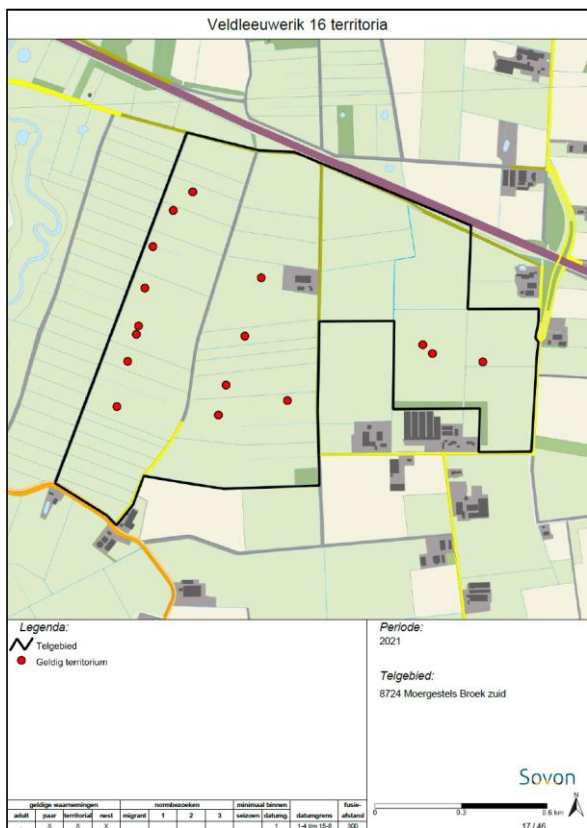 Veldleeuwerik 16 territoria
Legenda:
Telgebied
Geldig territorium
Periode:
2021
Telgebied:
8724 Moergestels Broek zuid
Sovon
0 0.3 0.6 km
N
17 / 46
geldige waarnemingen normbezoeken minimaal binnen fusie-
adult paar territorial nest migrant 1 2 3 seizoen datumg. datumgrens afstand
. X X X 1 1-4 t/m 15-6 300